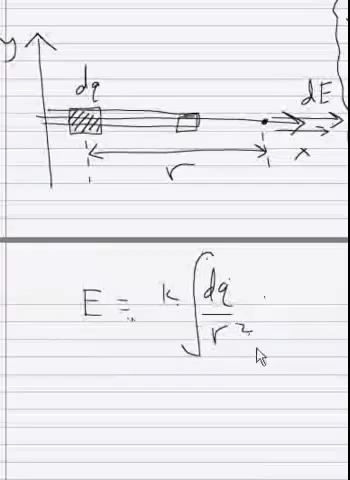 y
dq
dE
r
x
E = k ∫ dq / r²